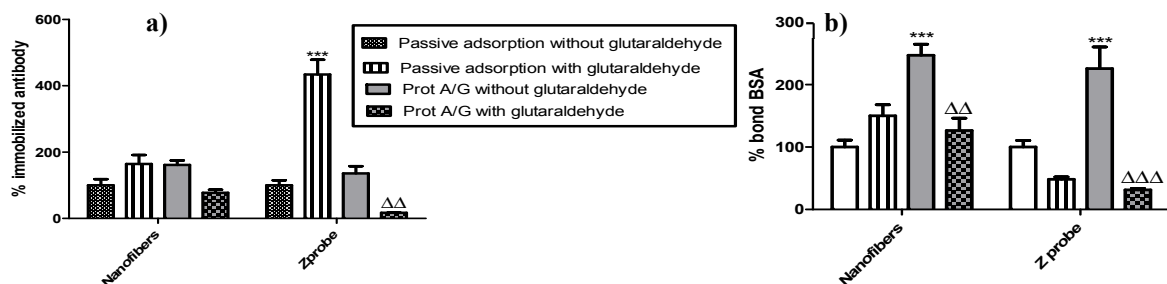 a)
% immobilized antibody
600
400
200
0
***
ΔΔ
Nanofibers
Zprobe
Passive adsorption without glutaraldehyde
Passive adsorption with glutaraldehyde
Prot A/G without glutaraldehyde
Prot A/G with glutaraldehyde
b)
% bond BSA
300
200
100
0
***
ΔΔ
***
ΔΔΔ
Nanofibers
Z probe